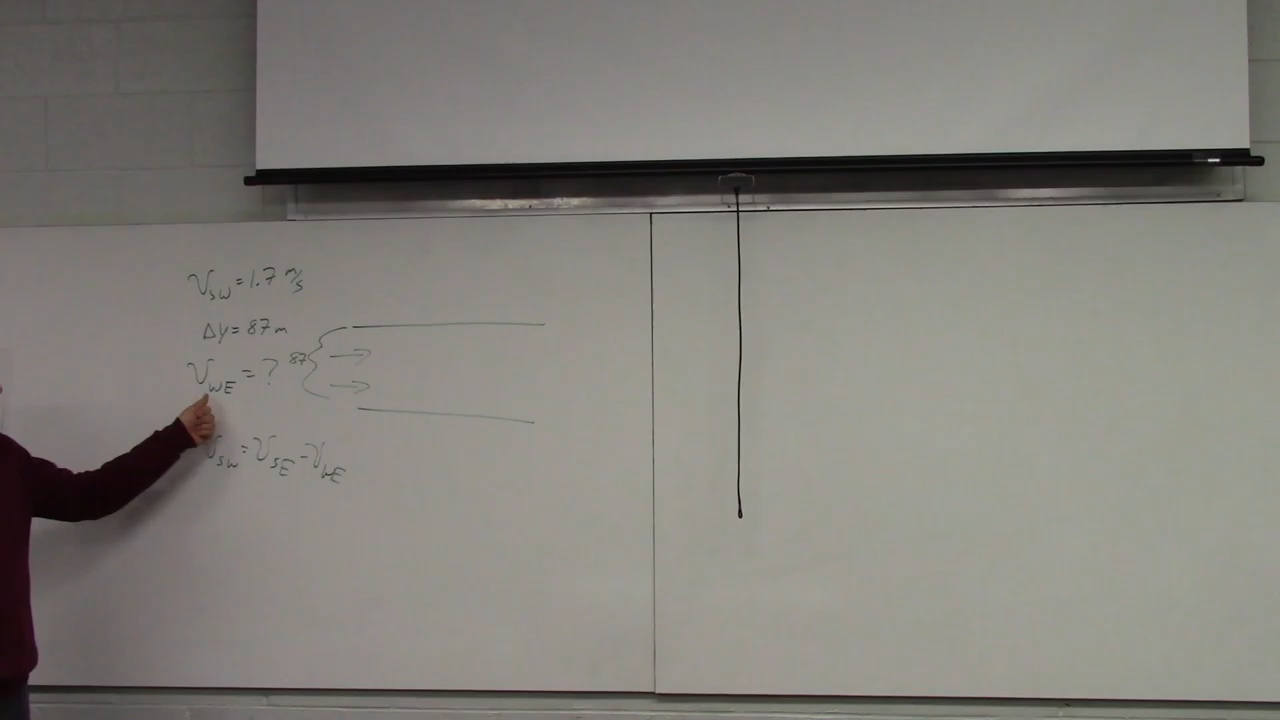 V_SW = 1.7 m/s
ΔY = 87 m
V_WE = ?
87
V_SW = V_SE - V_WE